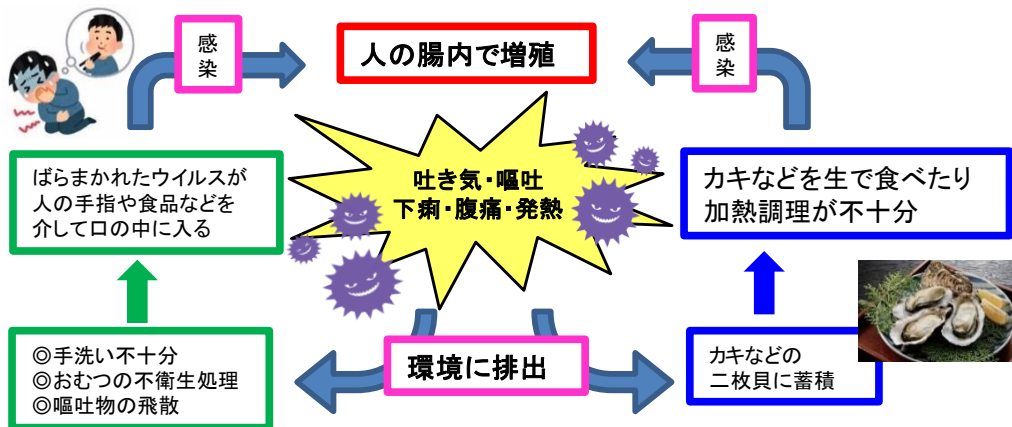 感
染
人の腸内で増殖
感
染
ばらまかれたウイルスが
人の手指や食品などを
介して口の中に入る
吐き気・嘔吐
下痢・腹痛・発熱
カキなどを生で食べたり
加熱調理が不十分
◎手洗い不十分
◎おむつの不衛生処理
◎嘔吐物の飛散
環境に排出
カキなどの
二枚貝に蓄積